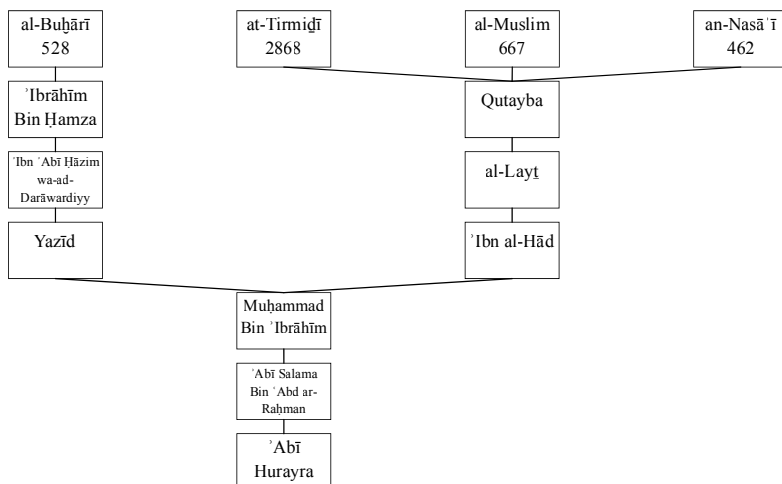 al-Buḫārī
528
at-Tirmiḏī
2868
al-Muslim
667
an-Nasāʾī
462
ʾIbrāhīm
Bin Ḥamza
Qutayba
ʾIbn ʾAbī Ḥāzim
wa-ad-
Darāwardiyy
al-Layṯ
Yazīd
ʾIbn al-Hād
Muḥammad
Bin ʾIbrāhīm
ʾAbī Salama
Bin ʿAbd ar-
Raḥman
ʾAbī
Hurayra